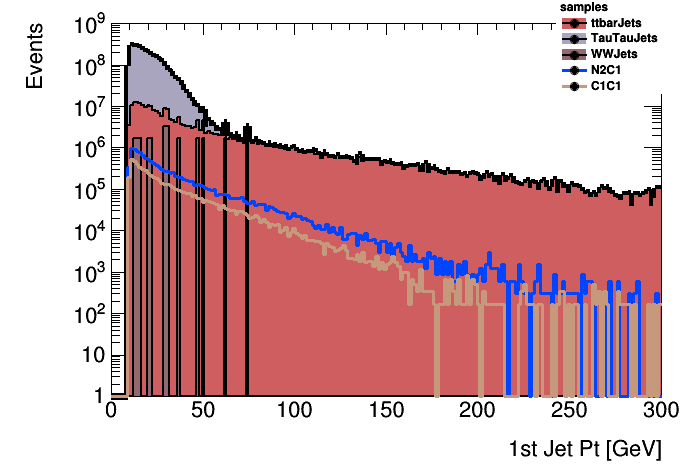 samples
ttbarJets
TauTauJets
WWJets
N2C1
C1C1
Events
10^9
10^8
10^7
10^6
10^5
10^4
10^3
10^2
10
1
0 50 100 150 200 250 300
1st Jet Pt [GeV]